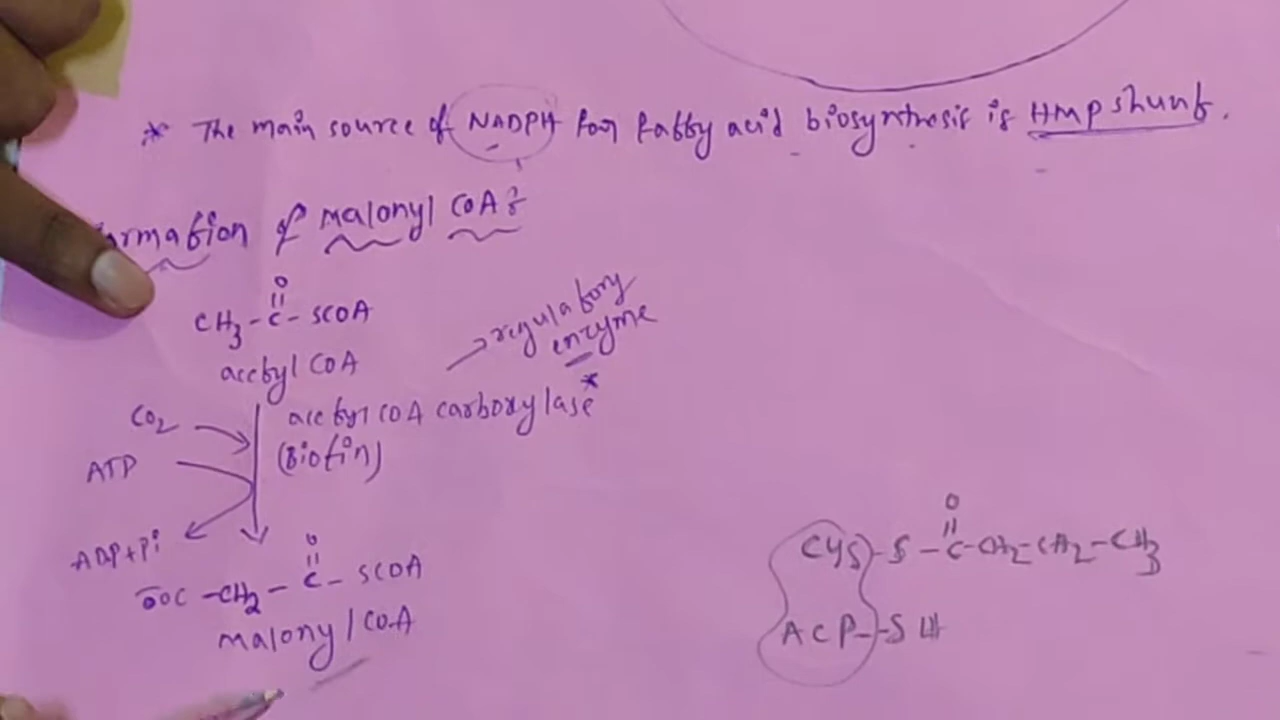 * The main source of NADPH for fatty acid biosynthesis is HMP shunt.
ormation of malonyl CoA:
O
CH3-C-SCOA
acetyl COA
→ regulatory enzyme
CO2
acetyl COA carboxylase*
ATP
(Biotin)
ADP+Pi
O
OOC-CH2-C-SCOA
malonyl COA
O
CYS-S-C-CH2-CH2-CH3
ACP-SH